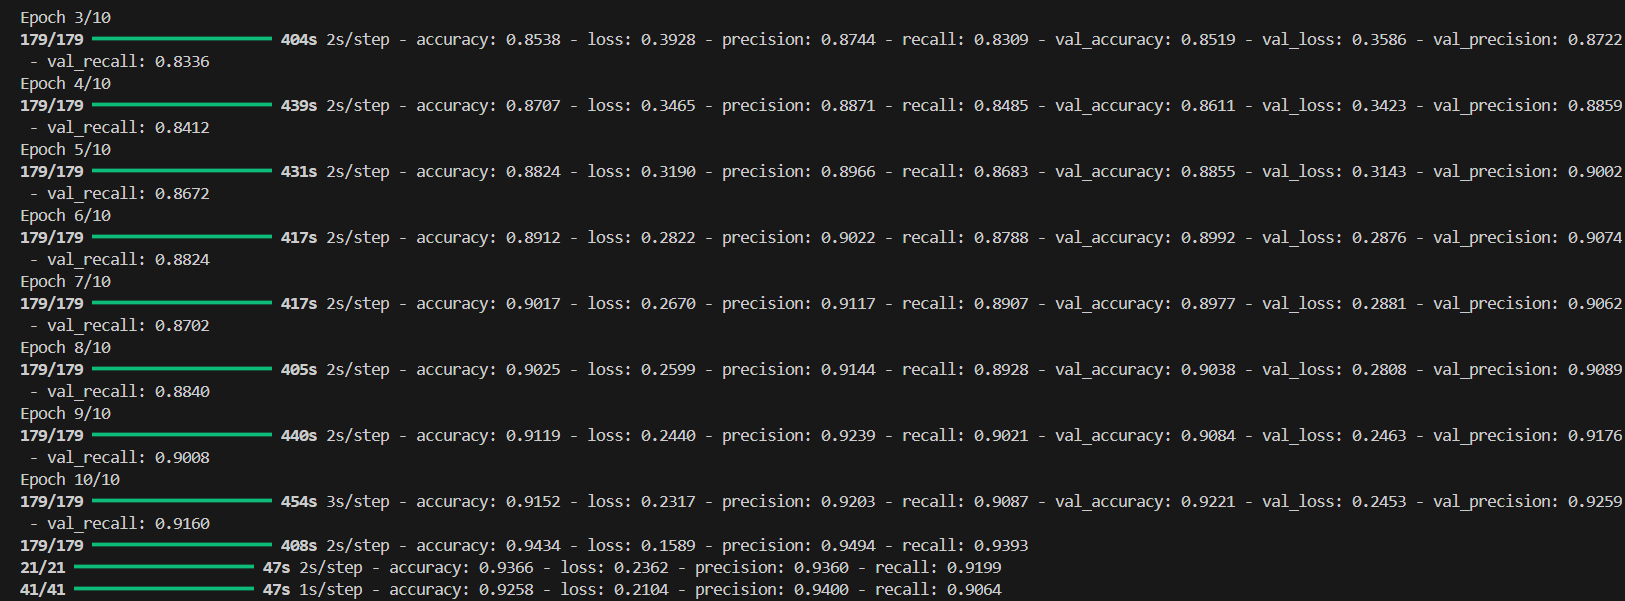 Epoch 3/10
179/179 404s 2s/step - accuracy: 0.8538 - loss: 0.3928 - precision: 0.8744 - recall: 0.8309 - val_accuracy: 0.8519 - val_loss: 0.3586 - val_precision: 0.8722
- val_recall: 0.8336
Epoch 4/10
179/179 439s 2s/step - accuracy: 0.8707 - loss: 0.3465 - precision: 0.8871 - recall: 0.8485 - val_accuracy: 0.8611 - val_loss: 0.3423 - val_precision: 0.8859
- val_recall: 0.8412
Epoch 5/10
179/179 431s 2s/step - accuracy: 0.8824 - loss: 0.3190 - precision: 0.8966 - recall: 0.8683 - val_accuracy: 0.8855 - val_loss: 0.3143 - val_precision: 0.9002
- val_recall: 0.8672
Epoch 6/10
179/179 417s 2s/step - accuracy: 0.8912 - loss: 0.2822 - precision: 0.9022 - recall: 0.8788 - val_accuracy: 0.8992 - val_loss: 0.2876 - val_precision: 0.9074
- val_recall: 0.8824
Epoch 7/10
179/179 417s 2s/step - accuracy: 0.9017 - loss: 0.2670 - precision: 0.9117 - recall: 0.8907 - val_accuracy: 0.8977 - val_loss: 0.2881 - val_precision: 0.9062
- val_recall: 0.8702
Epoch 8/10
179/179 405s 2s/step - accuracy: 0.9025 - loss: 0.2599 - precision: 0.9144 - recall: 0.8928 - val_accuracy: 0.9038 - val_loss: 0.2808 - val_precision: 0.9089
- val_recall: 0.8840
Epoch 9/10
179/179 440s 2s/step - accuracy: 0.9119 - loss: 0.2440 - precision: 0.9239 - recall: 0.9021 - val_accuracy: 0.9084 - val_loss: 0.2463 - val_precision: 0.9176
- val_recall: 0.9008
Epoch 10/10
179/179 454s 3s/step - accuracy: 0.9152 - loss: 0.2317 - precision: 0.9203 - recall: 0.9087 - val_accuracy: 0.9221 - val_loss: 0.2453 - val_precision: 0.9259
- val_recall: 0.9160
179/179 408s 2s/step - accuracy: 0.9434 - loss: 0.1589 - precision: 0.9494 - recall: 0.9393
21/21 47s 2s/step - accuracy: 0.9366 - loss: 0.2362 - precision: 0.9360 - recall: 0.9199
41/41 47s 1s/step - accuracy: 0.9258 - loss: 0.2104 - precision: 0.9400 - recall: 0.9064